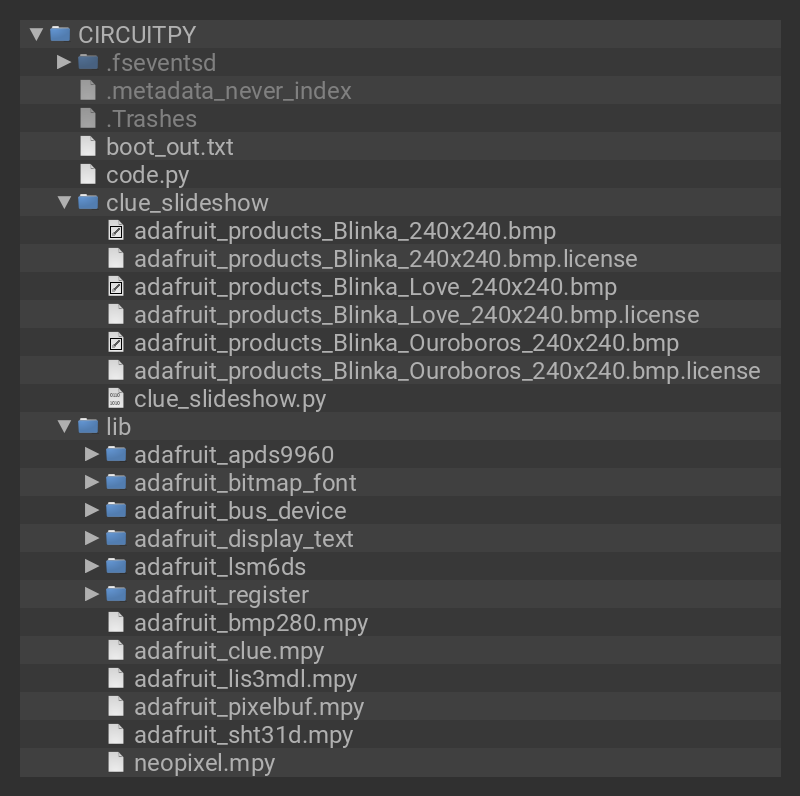 CIRCUITPY
.fseventsd
.metadata_never_index
.Trashes
boot_out.txt
code.py
clue_slideshow
adafruit_products_Blinka_240x240.bmp
adafruit_products_Blinka_240x240.bmp.license
adafruit_products_Blinka_Love_240x240.bmp
adafruit_products_Blinka_Love_240x240.bmp.license
adafruit_products_Blinka_Ouroboros_240x240.bmp
adafruit_products_Blinka_Ouroboros_240x240.bmp.license
clue_slideshow.py
lib
adafruit_apds9960
adafruit_bitmap_font
adafruit_bus_device
adafruit_display_text
adafruit_lsm6ds
adafruit_register
adafruit_bmp280.mpy
adafruit_clue.mpy
adafruit_lis3mdl.mpy
adafruit_pixelbuf.mpy
adafruit_sht31d.mpy
neopixel.mpy